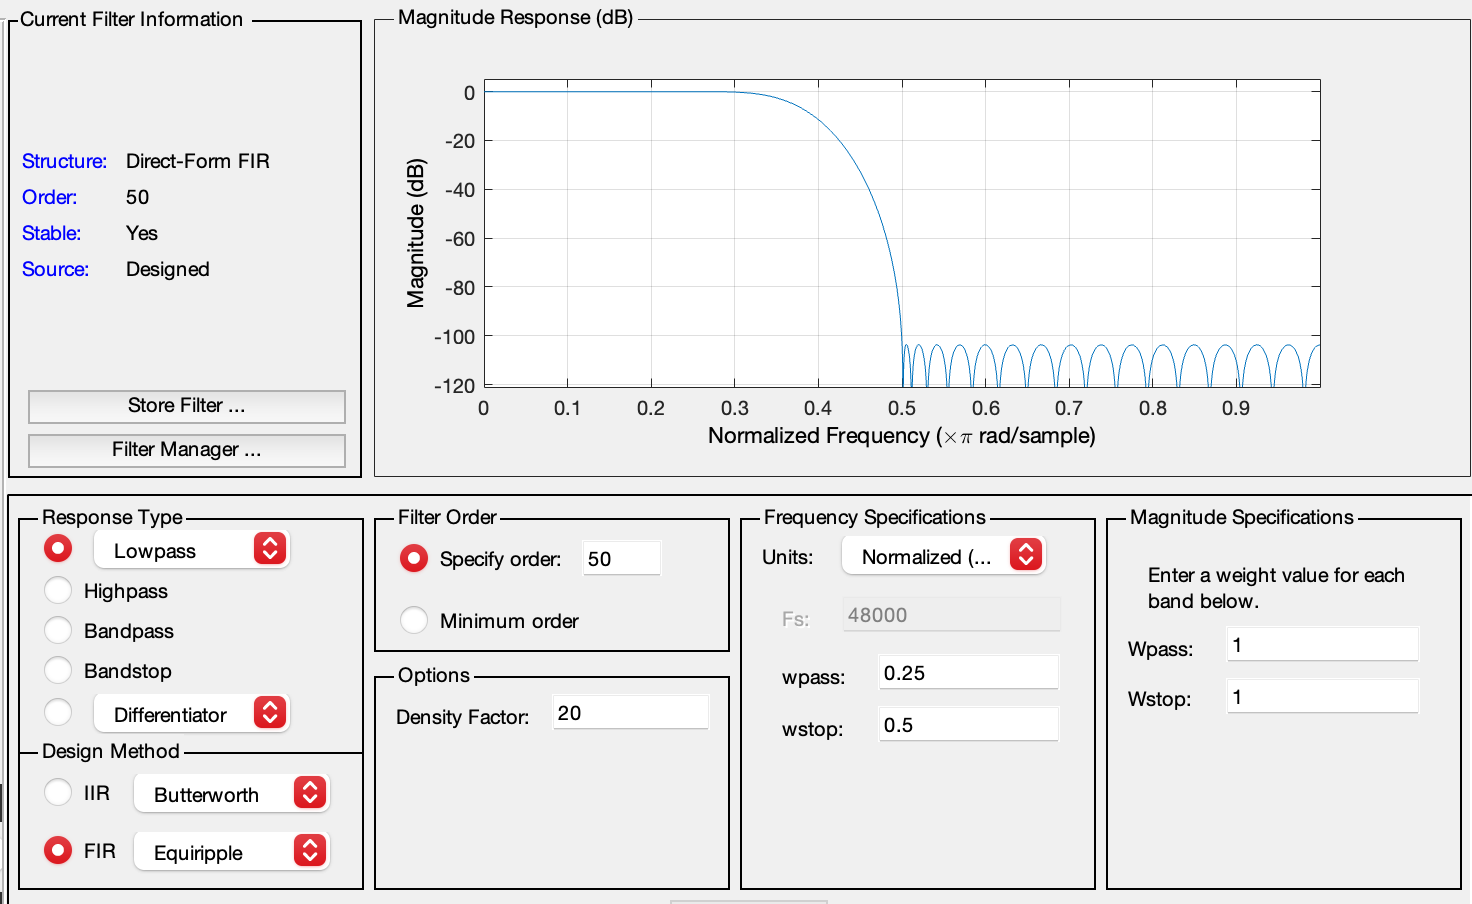 Current Filter Information
Structure: Direct-Form FIR
Order: 50
Stable: Yes
Source: Designed
Store Filter ...
Filter Manager ...
Magnitude Response (dB)
Magnitude (dB)
0
-20
-40
-60
-80
-100
-120
0 0.1 0.2 0.3 0.4 0.5 0.6 0.7 0.8 0.9
Normalized Frequency (×π rad/sample)
Response Type
Lowpass
Highpass
Bandpass
Bandstop
Differentiator
Design Method
IIR Butterworth
FIR Equiripple
Filter Order
Specify order: 50
Minimum order
Options
Density Factor: 20
Frequency Specifications
Units: Normalized (...
Fs: 48000
wpass: 0.25
wstop: 0.5
Magnitude Specifications
Enter a weight value for each
band below.
Wpass: 1
Wstop: 1